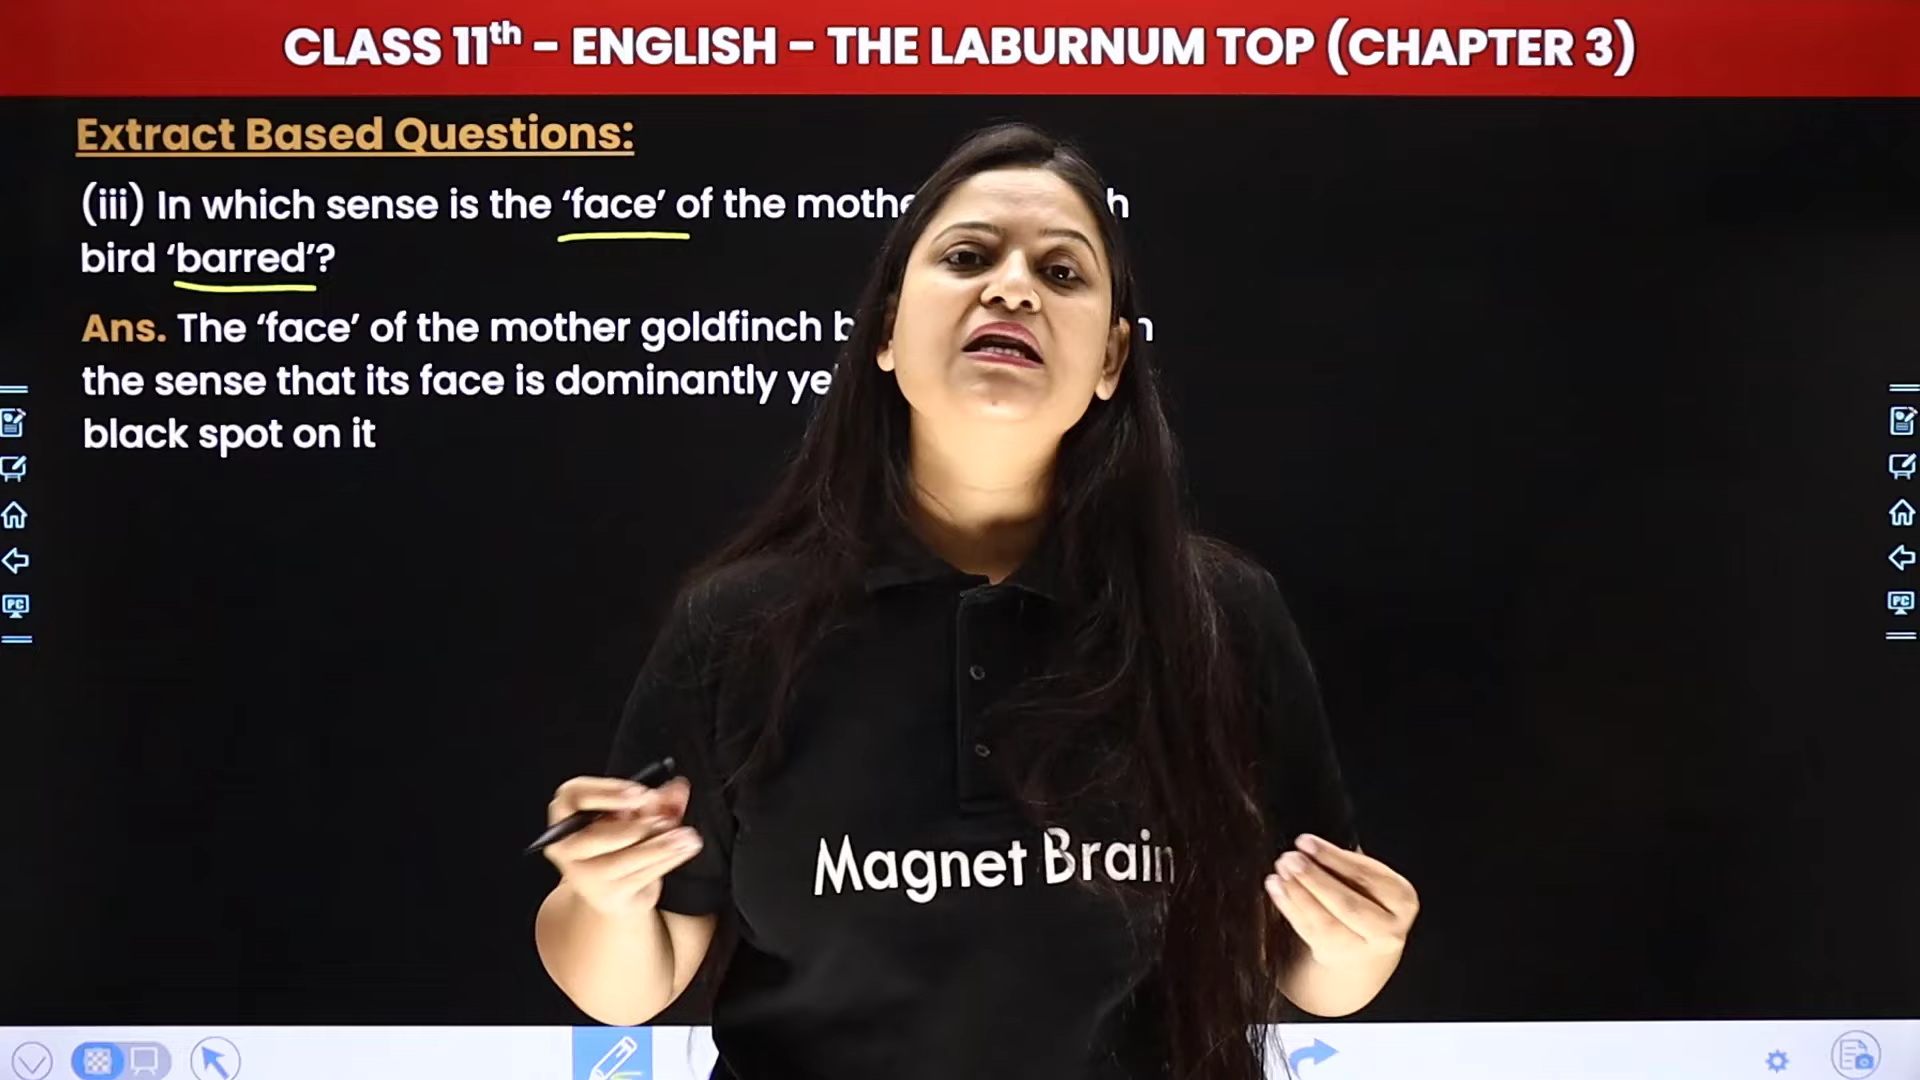 CLASS 11th – ENGLISH – THE LABURNUM TOP (CHAPTER 3)
Extract Based Questions:
(iii) In which sense is the ‘face’ of the
bird ‘barred’?
Ans. The ‘face’ of the mother goldfinch
the sense that its face is dominantly
black spot on it
PC
PC
Magnet Brain